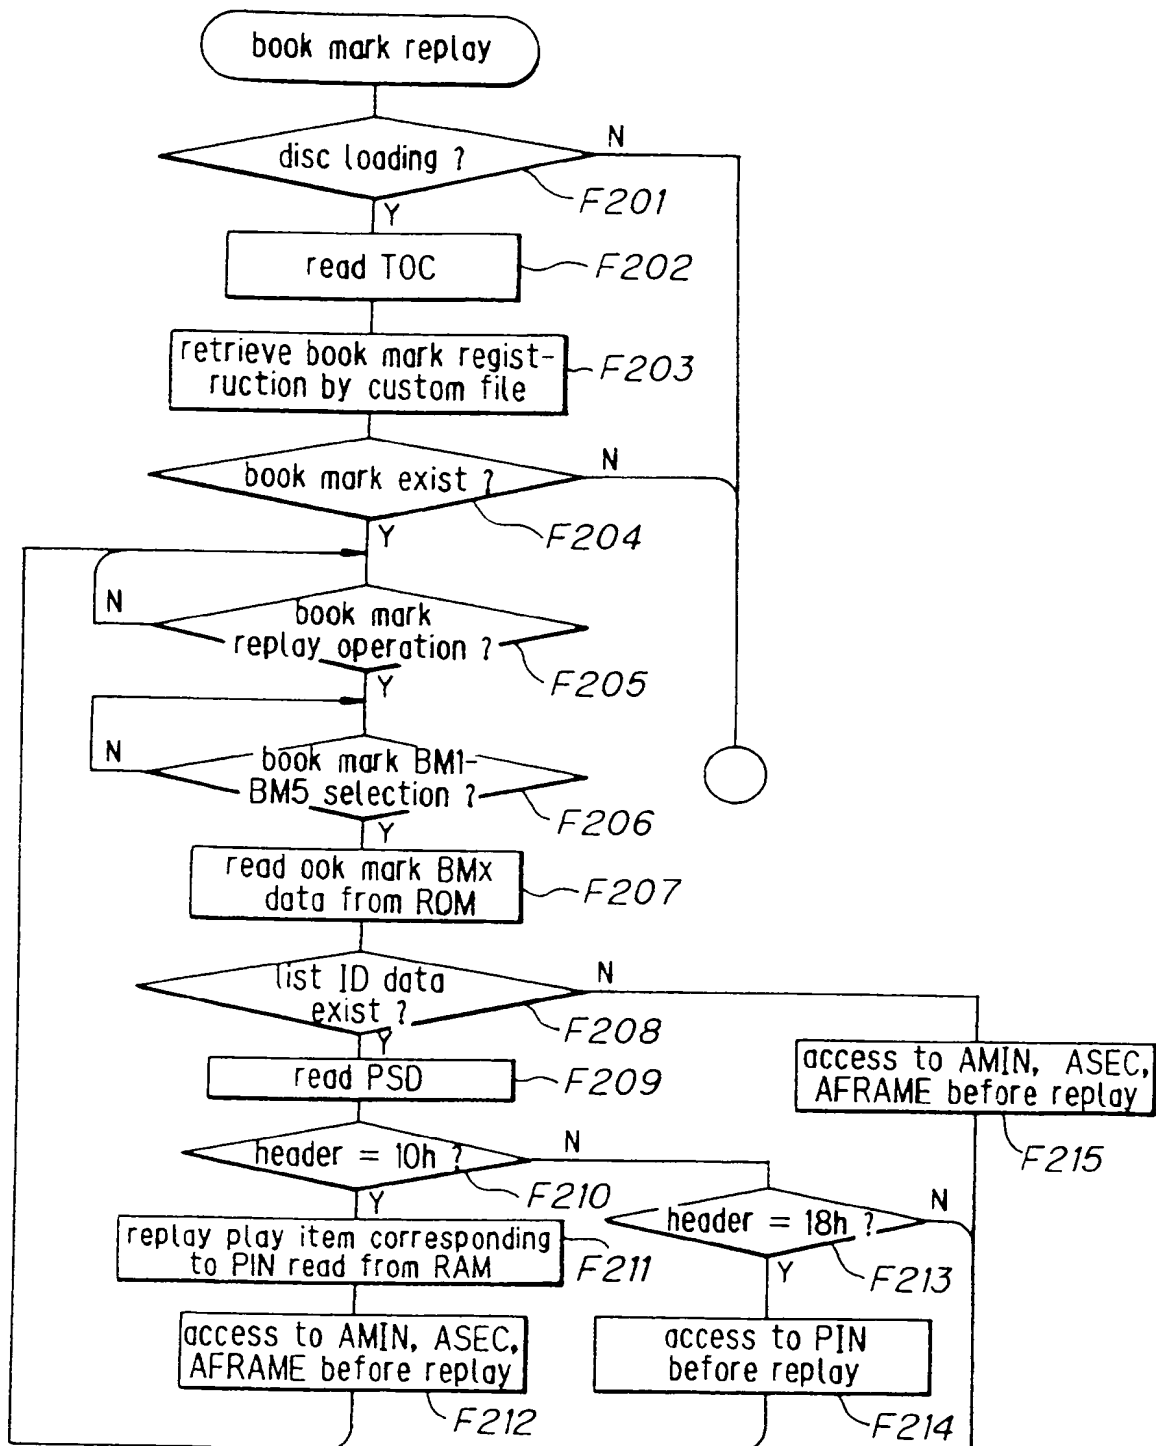 book mark replay
disc loading ?
N
F201
Y
read TOC
F202
retrieve book mark regist-
ruction by custom file
F203
book mark exist ?
N
F204
Y
N
book mark
replay operation ?
F205
Y
N
book mark BM1-
BM5 selection ?
F206
Y
read ook mark BMx
data from ROM
F207
list ID data
exist ?
N
F208
Y
read PSD
F209
access to AMIN, ASEC,
AFRAME before replay
F215
header = 10h ?
N
F210
Y
header = 18h ?
N
F213
Y
replay play item corresponding
to PIN read from RAM
F211
access to AMIN, ASEC,
AFRAME before replay
F212
access to PIN
before replay
F214